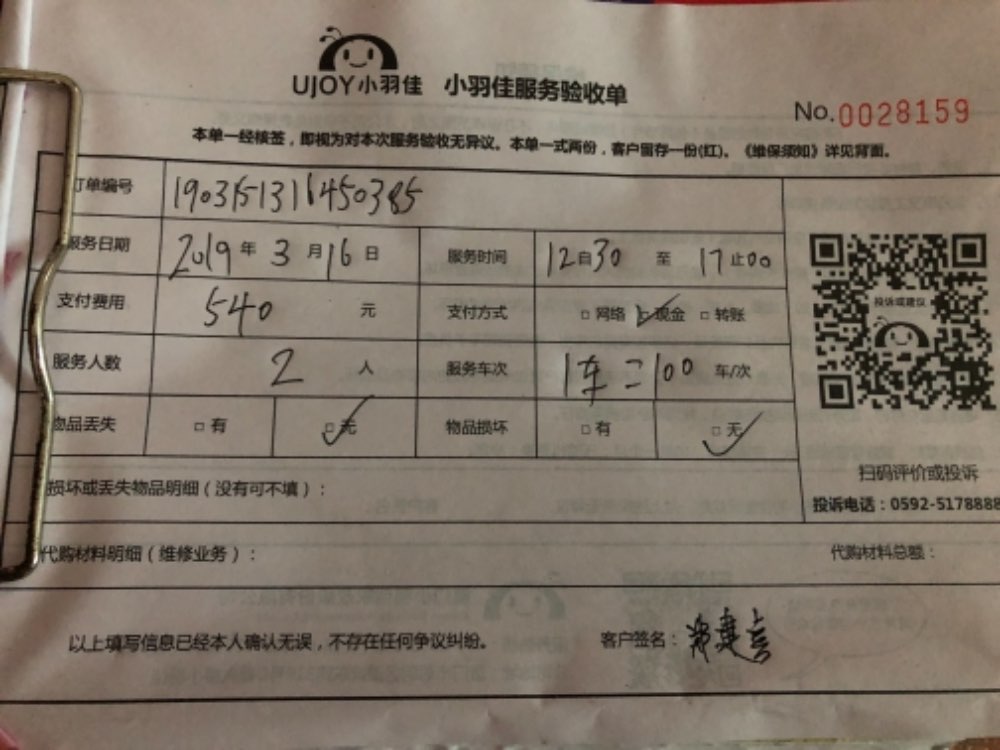 UJOY小羽佳 小羽佳服务验收单
No.0028159
本单一经核签，即视为对本次服务验收无异议。本单一式两份，客户留存一份(红)。《维保须知》详见背面。
订单编号 1903151316450385
服务日期 2019年3月16日 服务时间 12自30至17止00
支付费用 540元 支付方式 □网络 □现金 □转账
投诉或建议
服务人数 2人 服务车次 1车二100车/次
物品丢失 □有 □无 物品损坏 □有 □无
扫码评价或投诉
损坏或丢失物品明细（没有可不填）：
投诉电话：0592-5178888
代购材料明细（维修业务）： 代购材料总额：
以上填写信息已经本人确认无误，不存在任何争议纠纷。 客户签名：